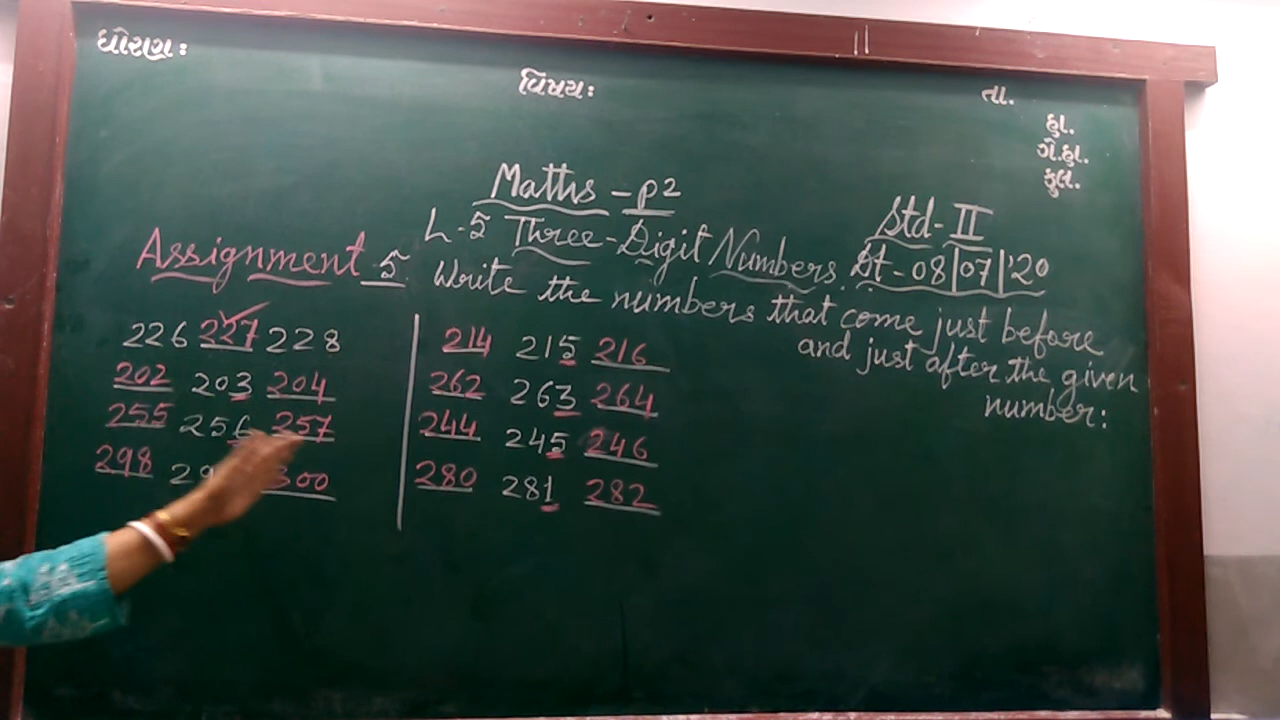 ધોરણ:
વિષય:
તા.
હા.
ગે.હા.
કુલ.
Maths - P2
Std - II
L-5 Three-Digit Numbers.
Dt - 08|07|'20
Assignment 5
Write the numbers that come just before
and just after the given
number:
226 227 228
202 203 204
255 256 257
298 300
214 215 216
262 263 264
244 245 246
280 281 282